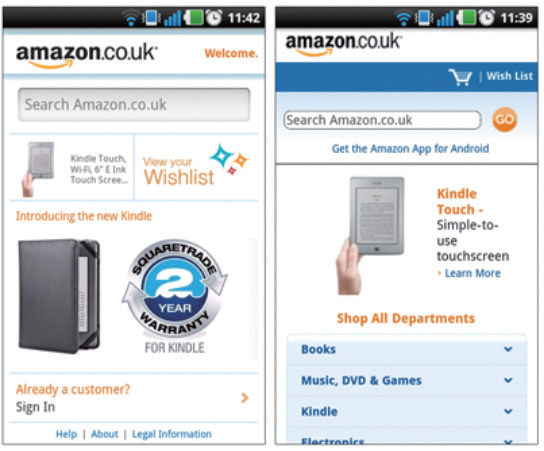 11:42
amazon.co.uk
Welcome.
Search Amazon.co.uk
Kindle Touch,
Wi-Fi, 6" E Ink
Touch Scree...
View your
Wishlist
Introducing the new Kindle
SQUARETRADE
2
YEAR
WARRANTY
FOR KINDLE
Already a customer?
Sign In
Help | About | Legal Information
11:39
amazon.co.uk
| Wish List
Search Amazon.co.uk
GO
Get the Amazon App for Android
Kindle
Touch -
Simple-to-
use
touchscreen
› Learn More
Shop All Departments
Books
Music, DVD & Games
Kindle
Electronics